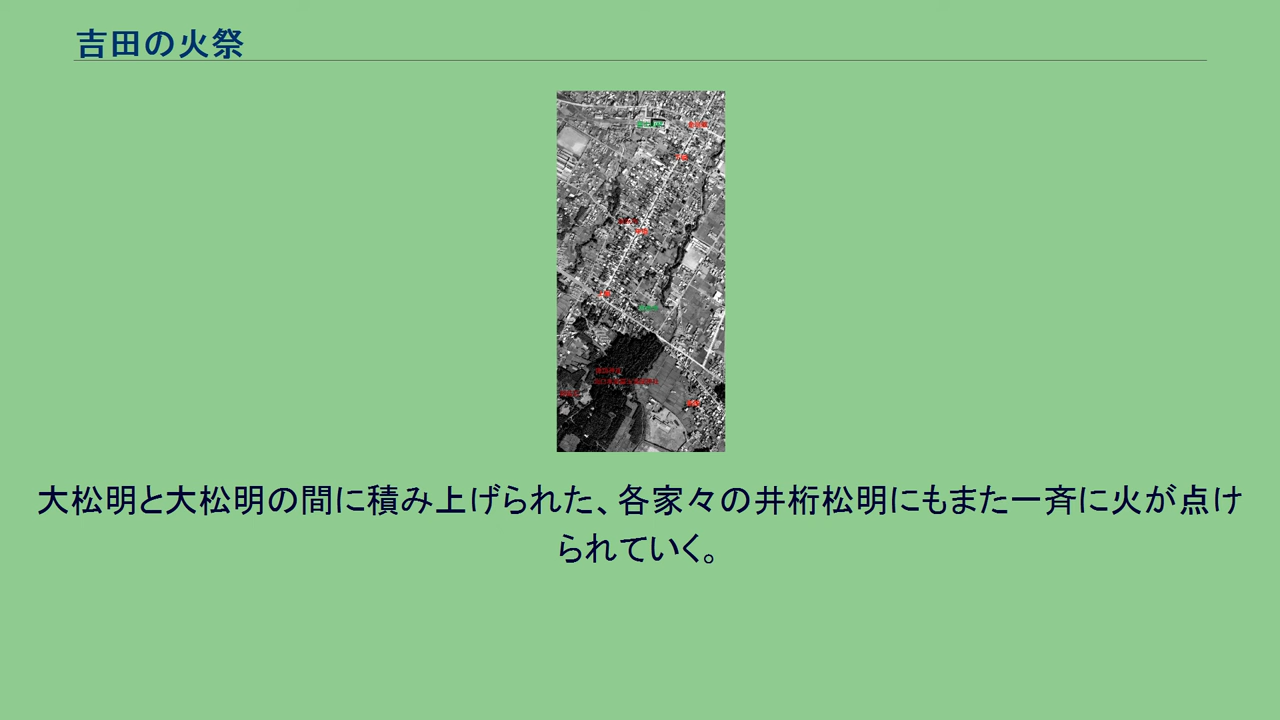 吉田の火祭
大松明と大松明の間に積み上げられた、各家々の井桁松明にもまた一斉に火が点け
られていく。